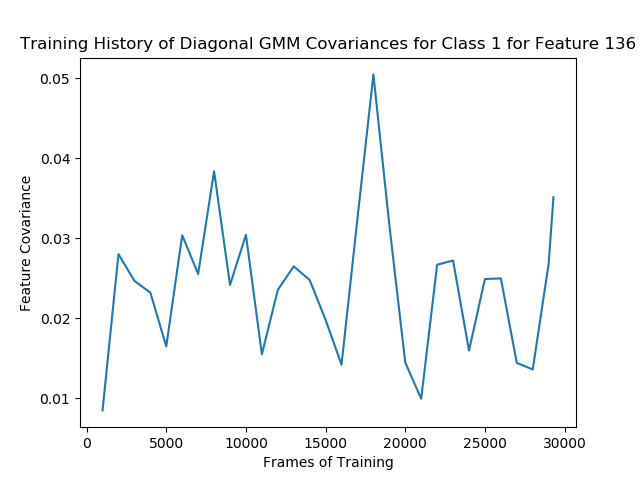 Training History of Diagonal GMM Covariances for Class 1 for Feature 136
0.05
0.04
0.03
0.02
0.01
Feature Covariance
0 5000 10000 15000 20000 25000 30000
Frames of Training